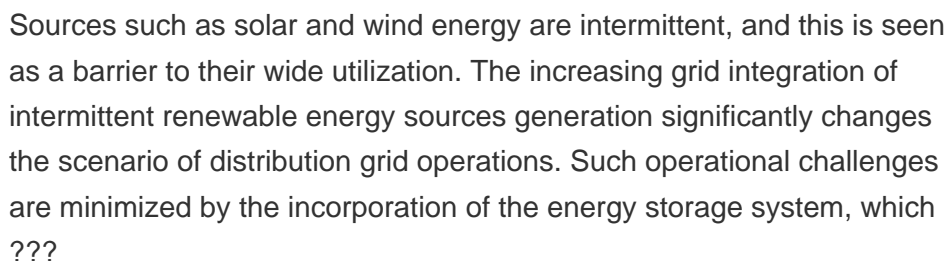 Sources such as solar and wind energy are intermittent, and this is seen
as a barrier to their wide utilization. The increasing grid integration of
intermittent renewable energy sources generation significantly changes
the scenario of distribution grid operations. Such operational challenges
are minimized by the incorporation of the energy storage system, which
???